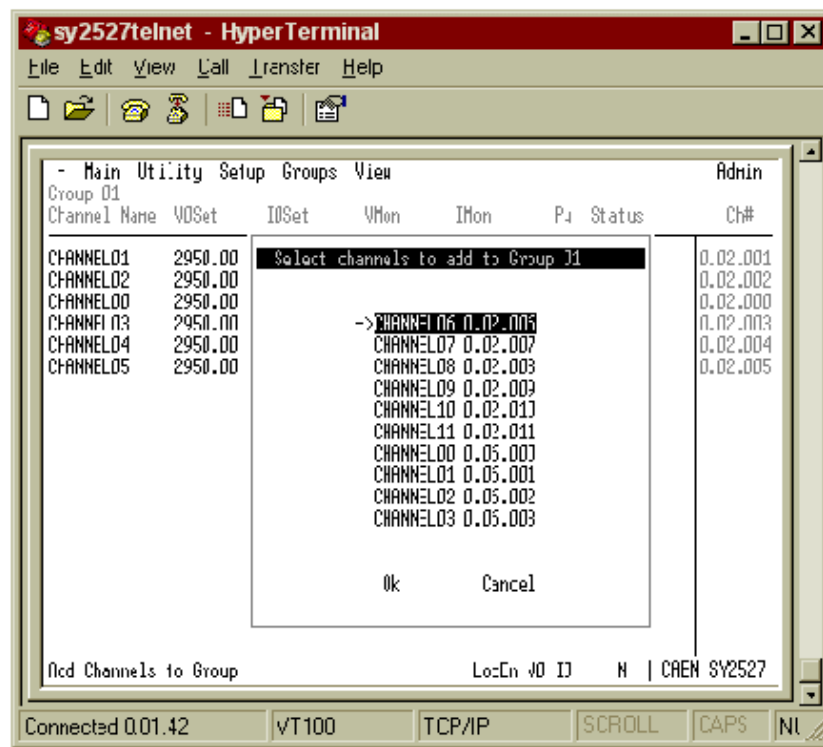 sy2527telnet - HyperTerminal
File Edit View Call Transfer Help
- Main Utility Setup Groups View Admin
Group 01
Channel Name V0Set I0Set VMon IMon Pw Status Ch#
CHANNEL01 2950.00 0.02.001
CHANNEL02 2950.00 0.02.002
CHANNEL00 2950.00 0.02.000
CHANNEL03 2950.00 0.02.003
CHANNEL04 2950.00 0.02.004
CHANNEL05 2950.00 0.02.005
Select channels to add to Group 01
->CHANNEL06 0.02.006
CHANNEL07 0.02.007
CHANNEL08 0.02.008
CHANNEL09 0.02.009
CHANNEL10 0.02.010
CHANNEL11 0.02.011
CHANNEL00 0.05.000
CHANNEL01 0.05.001
CHANNEL02 0.05.002
CHANNEL03 0.05.003
Ok Cancel
Add Channels to Group LocEn V0 I0 N | CAEN SY2527
Connected 0:01:42 VT100 TCP/IP SCROLL CAPS